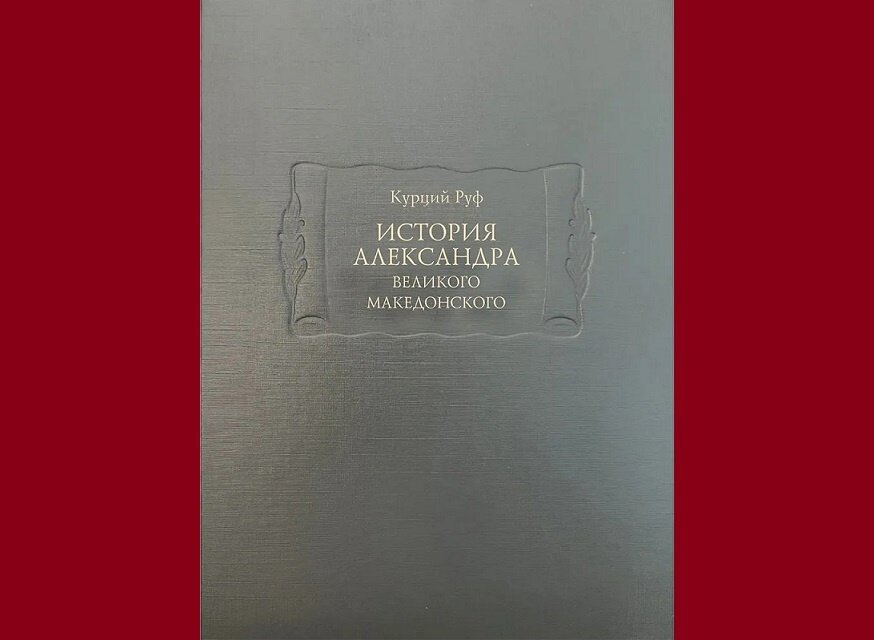 Курций Руф
ИСТОРИЯ
АЛЕКСАНДРА
ВЕЛИКОГО
МАКЕДОНСКОГО